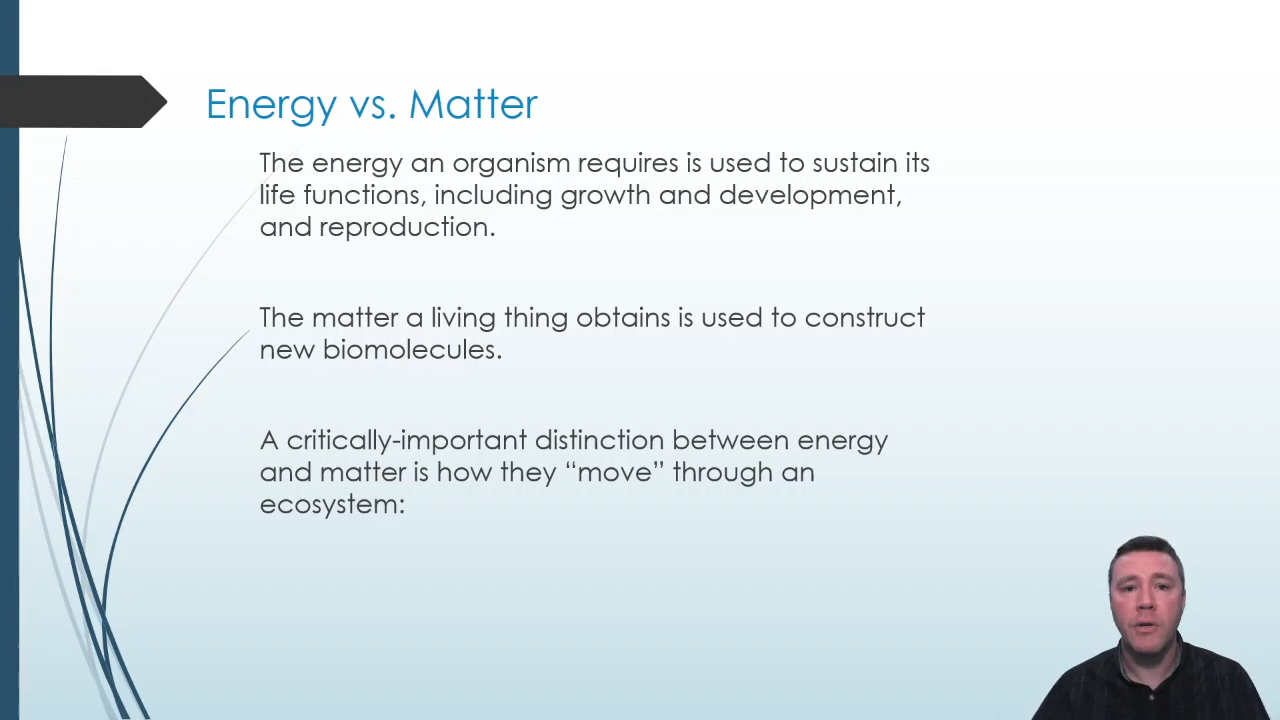 Energy vs. Matter
The energy an organism requires is used to sustain its
life functions, including growth and development,
and reproduction.
The matter a living thing obtains is used to construct
new biomolecules.
A critically-important distinction between energy
and matter is how they “move” through an
ecosystem: